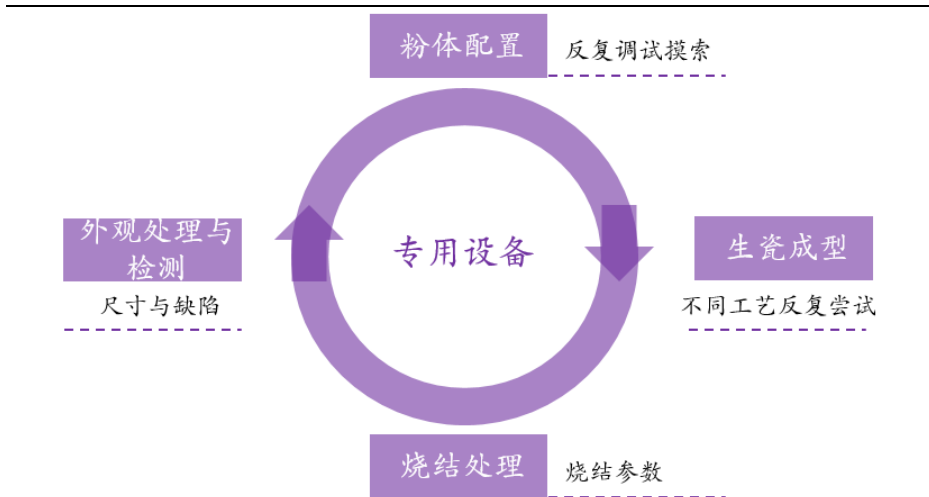 粉体配置
反复调试摸索
外观处理与
检测
尺寸与缺陷
专用设备
生瓷成型
不同工艺反复尝试
烧结处理
烧结参数